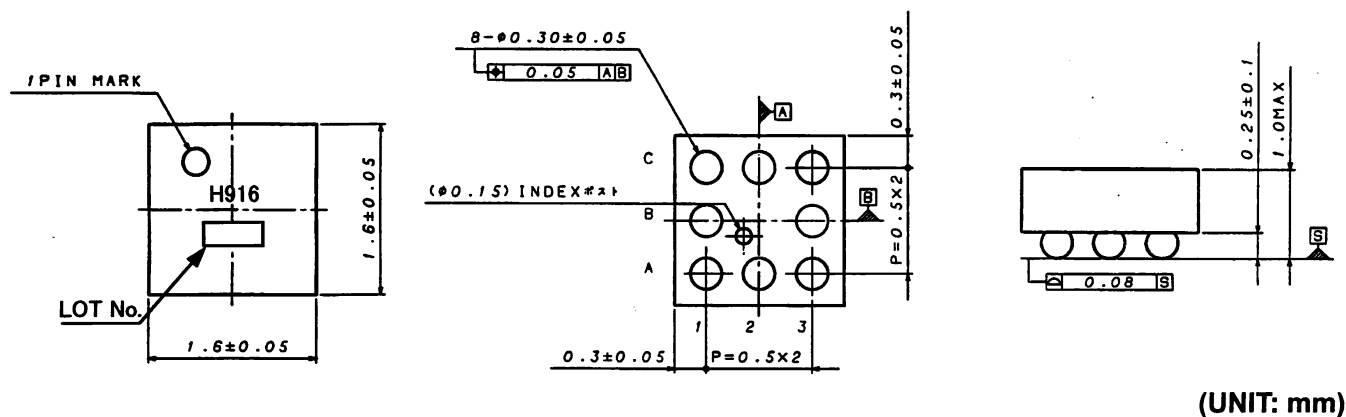 1PIN MARK
H916
LOT No.
1.6±0.05
1.6±0.05
8-φ0.30±0.05
⌖ 0.05 A B
(φ0.15) INDEXポスト
C
B
A
1 2 3
A
B
0.3±0.05
P=0.5×2
0.3±0.05
P=0.5×2
0.25±0.1
1.0MAX
S
⌓ 0.08 S
(UNIT: mm)